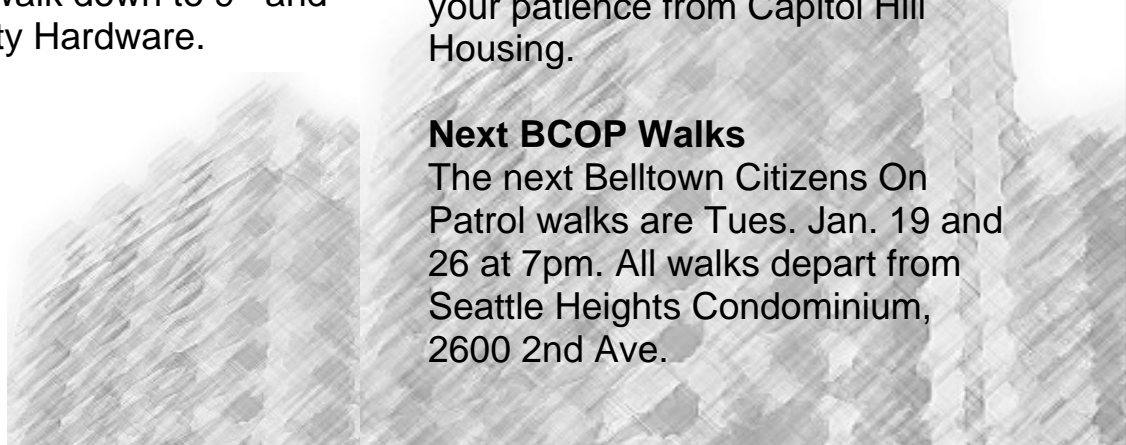 walk down to
and
ty Hardware.
your patience from Capitol Hill
Housing.
Next BCOP Walks
The next Belltown Citizens On
Patrol walks are Tues. Jan. 19 and
26 at 7pm. All walks depart from
Seattle Heights Condominium,
2600 2nd Ave.